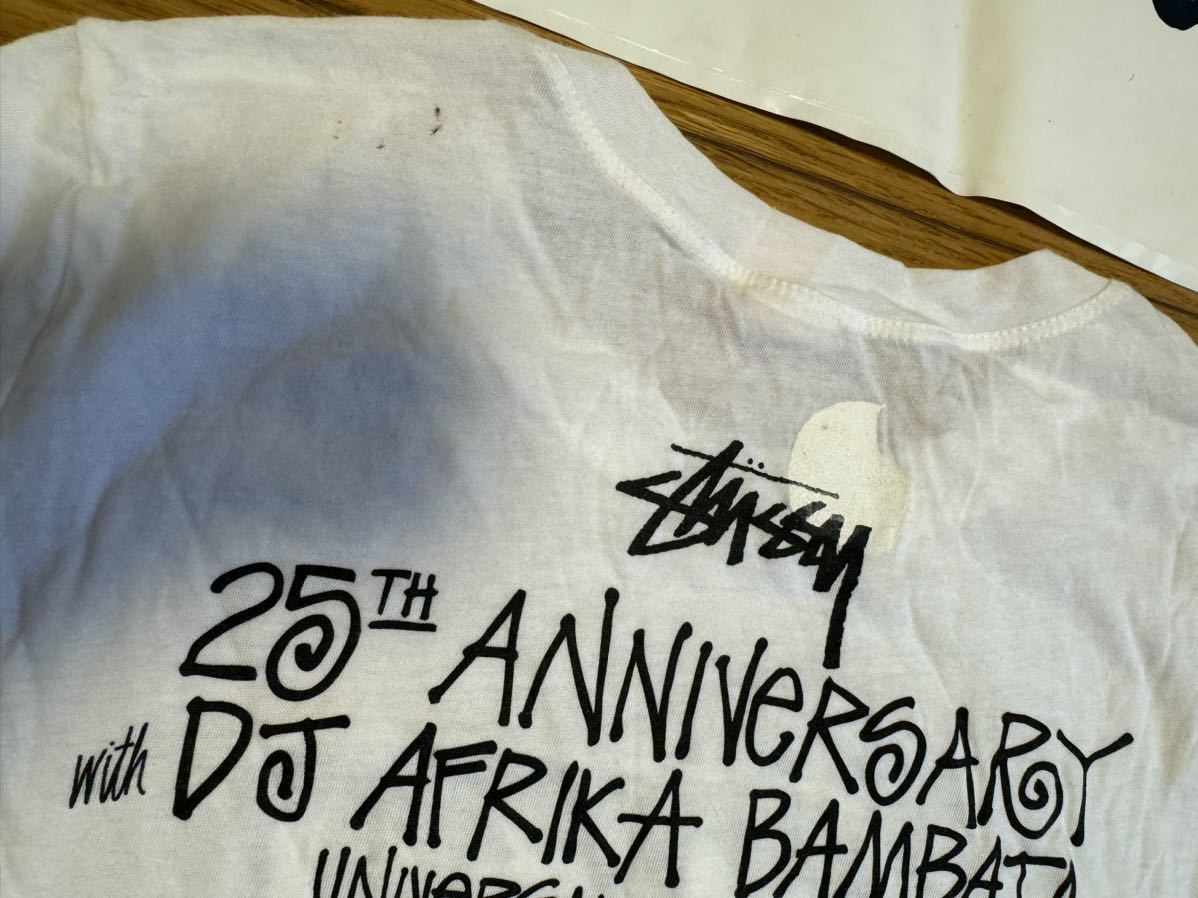 Stüssy
25TH ANNIVERSARY
with DJ AFRIKA BAMBATA